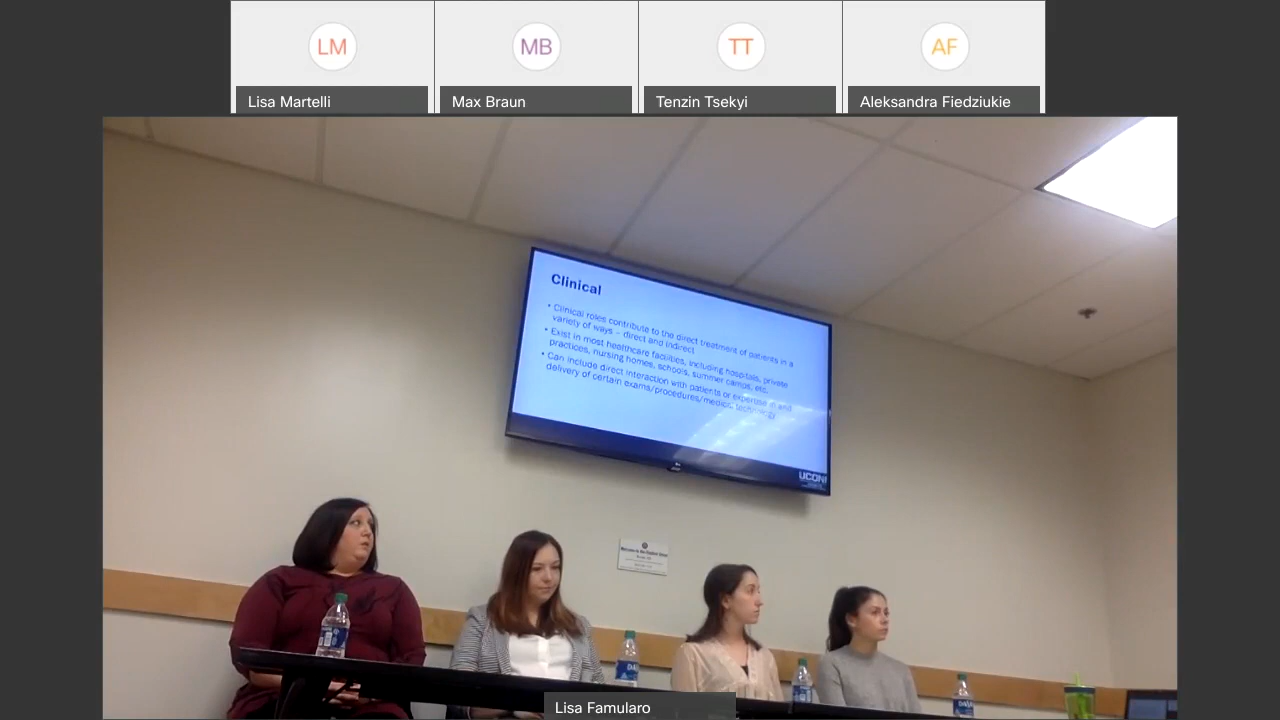 LM
MB
TT
AF
Lisa Martelli
Max Braun
Tenzin Tsekyi
Aleksandra Fiedziukie
Clinical
• Clinical roles contribute to the direct treatment of patients in a
variety of ways – direct and indirect
• Exist in most healthcare facilities, including hospitals, private
practices, nursing homes, schools, summer camps, etc.
• Can include direct interaction with patients or expertise in and
delivery of certain exams/procedures/medical technology
UCONN
Lisa Famularo